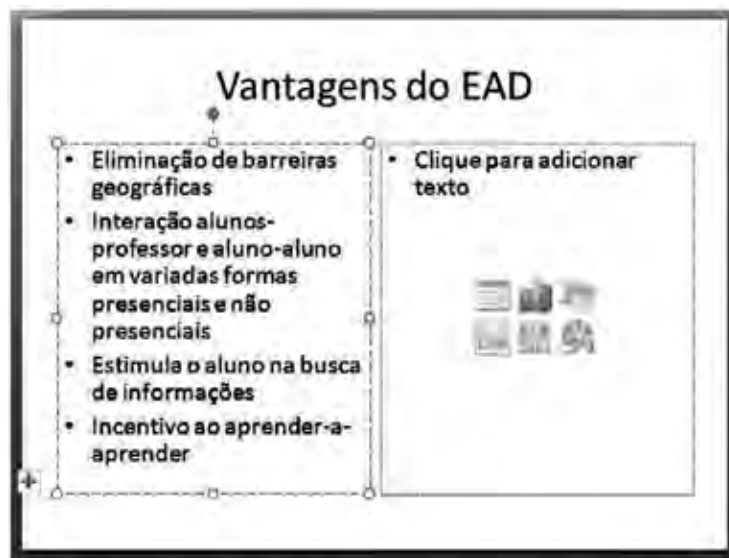 Vantagens do EAD
• Eliminação de barreiras
geográficas
• Interação alunos-
professor e aluno-aluno
em variadas formas
presenciais e não
presenciais
• Estimula o aluno na busca
de informações
• Incentivo ao aprender-a-
aprender
• Clique para adicionar
texto